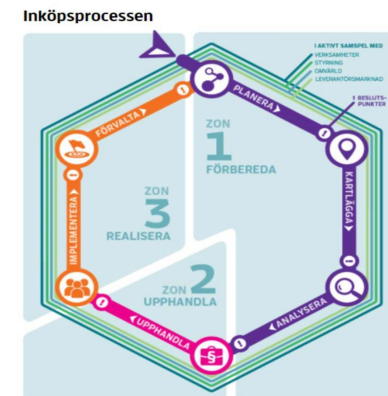 Inköpsprocessen
I AKTIVT SAMSPEL MED
VERKSAMHETER
STYRNING
OMVÄRLD
LEVERANTÖRSMARKNAD
! BESLUTS-
PUNKTER
PLANERA
KARTLÄGGA
ANALYSERA
UPPHANDLA
IMPLEMENTERA
FÖRVALTA
ZON
1
FÖRBEREDA
ZON
3
REALISERA
ZON 2
UPPHANDLA
§